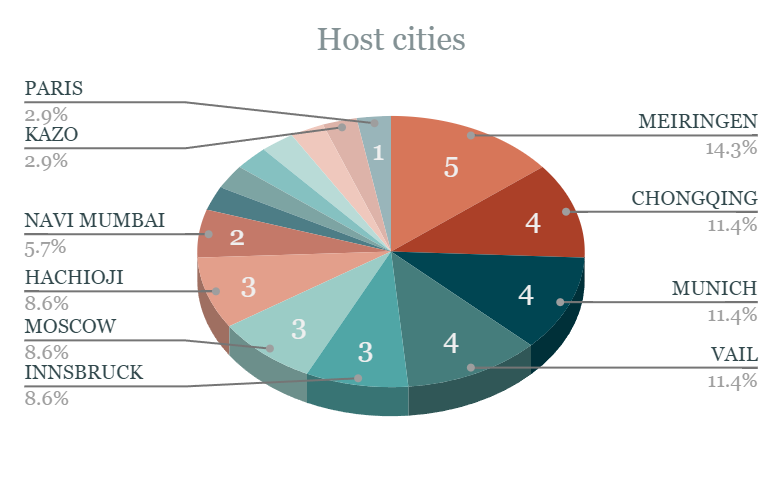 Host cities
PARIS
2.9%
KAZO
2.9%
NAVI MUMBAI
5.7%
HACHIOJI
8.6%
MOSCOW
8.6%
INNSBRUCK
8.6%
MEIRINGEN
14.3%
CHONGQING
11.4%
MUNICH
11.4%
VAIL
11.4%
1
5
4
4
4
3
3
3
2